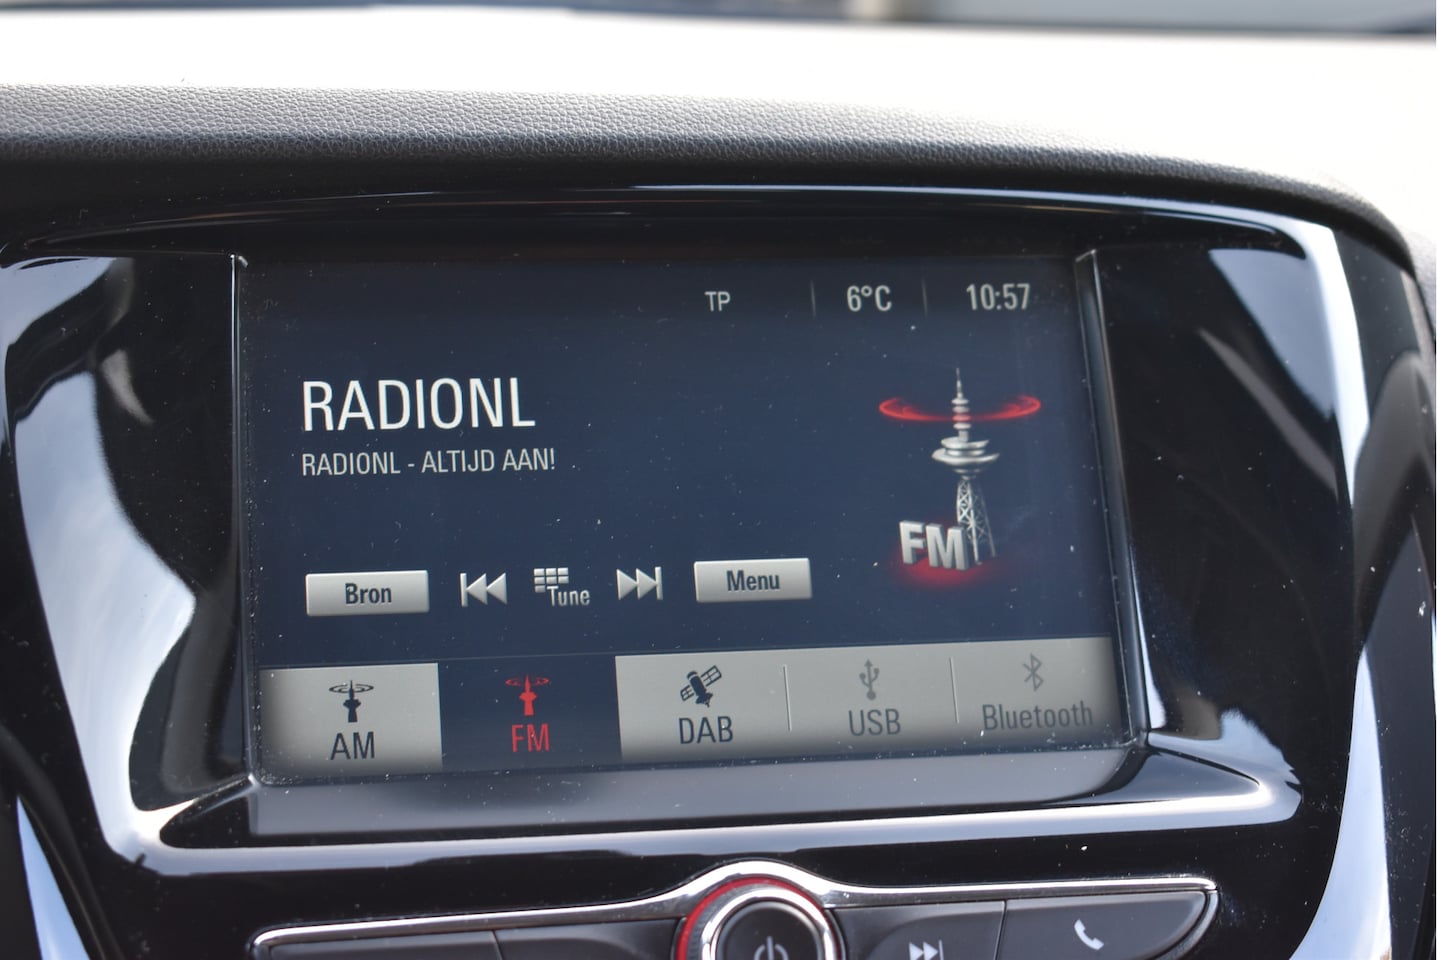 TP 6°C 10:57
RADIONL
RADIONL - ALTIJD AAN!
FM
Bron Tune Menu
AM FM DAB USB Bluetooth